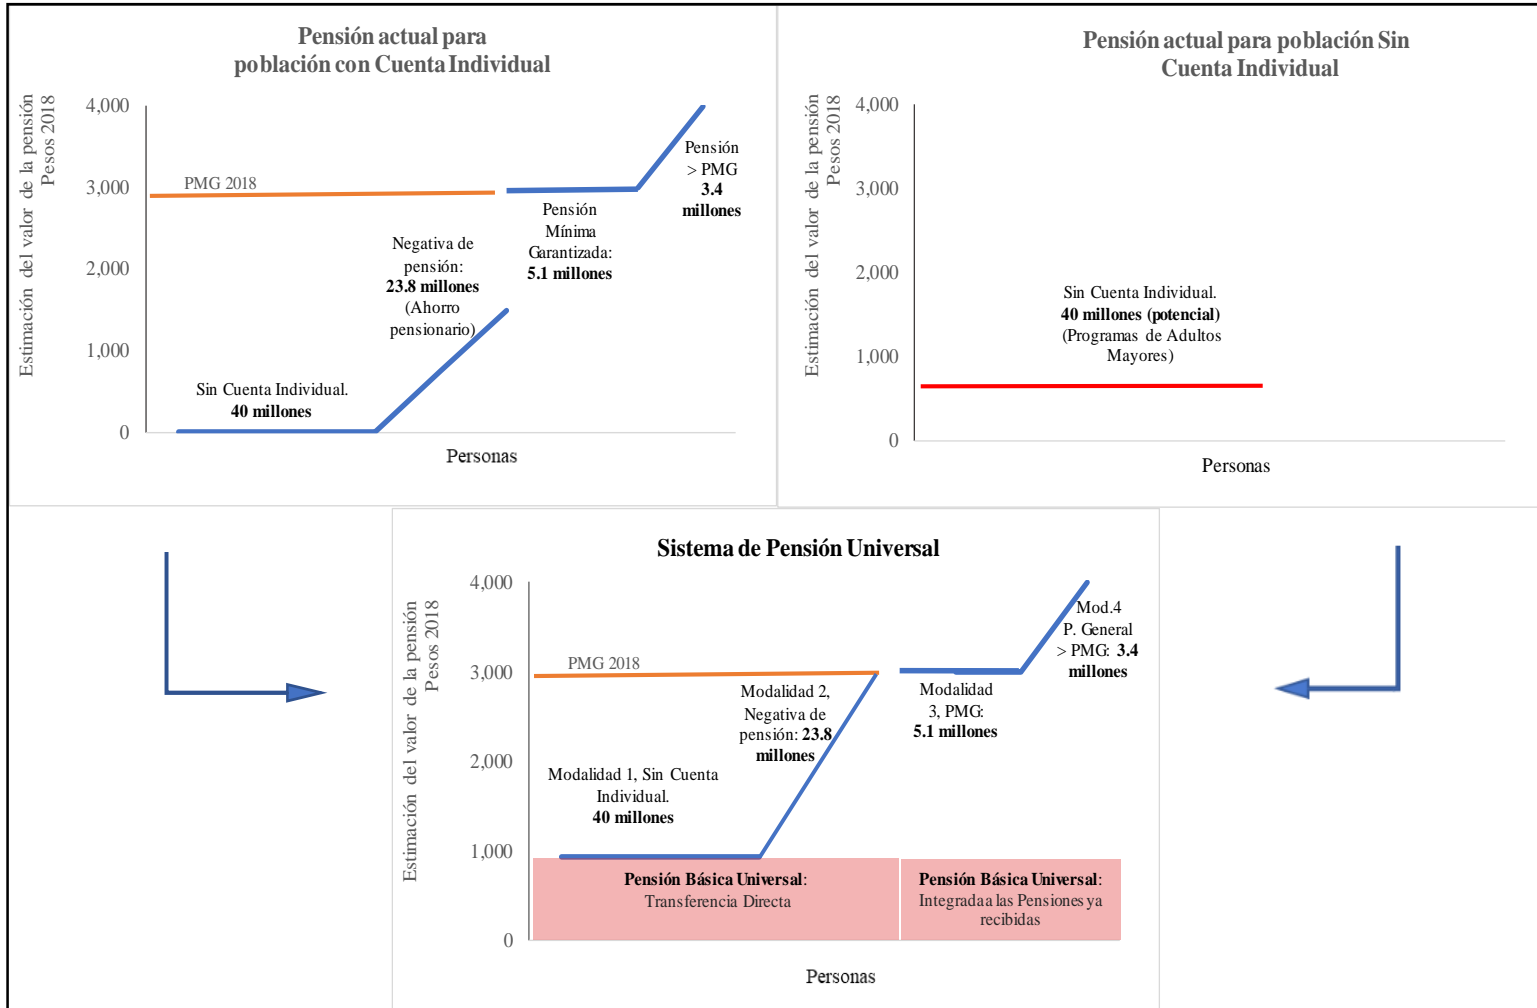 Pensión actual para
población con Cuenta Individual
Estimación del valor de la pensión
Pesos 2018
4,000
3,000
2,000
1,000
0
PMG 2018
Sin Cuenta Individual.
40 millones
Negativa de
pensión:
23.8 millones
(Ahorro
pensionario)
Pensión
Mínima
Garantizada:
5.1 millones
Pensión
> PMG
3.4
millones
Personas
Pensión actual para población Sin
Cuenta Individual
Estimación del valor de la pensión
Pesos 2018
4,000
3,000
2,000
1,000
0
Sin Cuenta Individual.
40 millones (potencial)
(Programas de Adultos
Mayores)
Personas
Sistema de Pensión Universal
Estimación del valor de la pensión
Pesos 2018
4,000
3,000
2,000
1,000
0
PMG 2018
Modalidad 1, Sin Cuenta
Individual.
40 millones
Modalidad 2,
Negativa de
pensión: 23.8
millones
Modalidad
3, PMG:
5.1 millones
Mod.4
P. General
> PMG: 3.4
millones
Pensión Básica Universal:
Transferencia Directa
Pensión Básica Universal:
Integrada a las Pensiones ya
recibidas
Personas